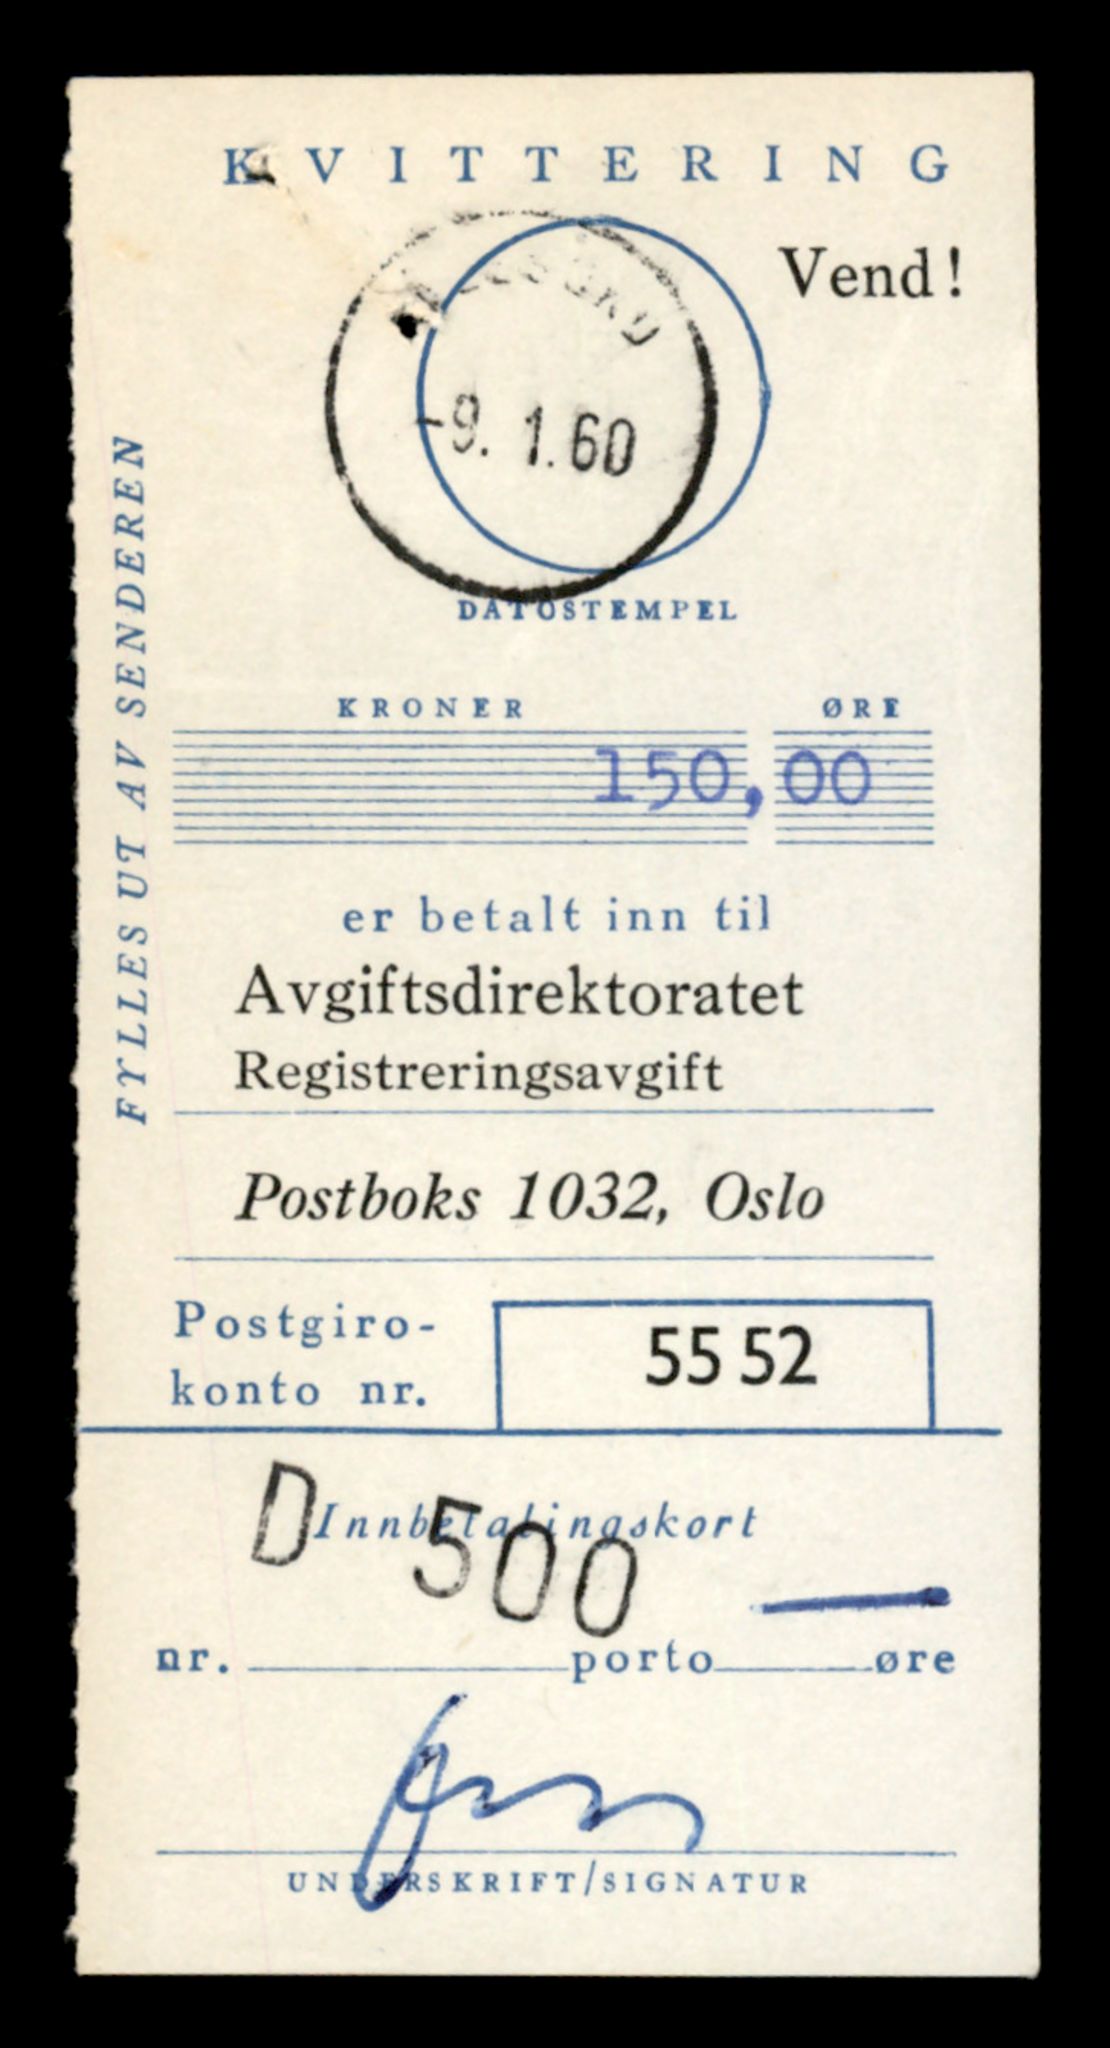 KVITTERING
Vend!
-9. 1. 60
DATOSTEMPEL
FYLLES UT AV SENDEREN
KRONER ØRE
150,00
er betalt inn til
Avgiftsdirektoratet
Registreringsavgift
Postboks 1032, Oslo
Postgiro-
konto nr.
55 52
D 500
Innbetalingskort
nr. porto — øre
UNDERSKRIFT/SIGNATUR